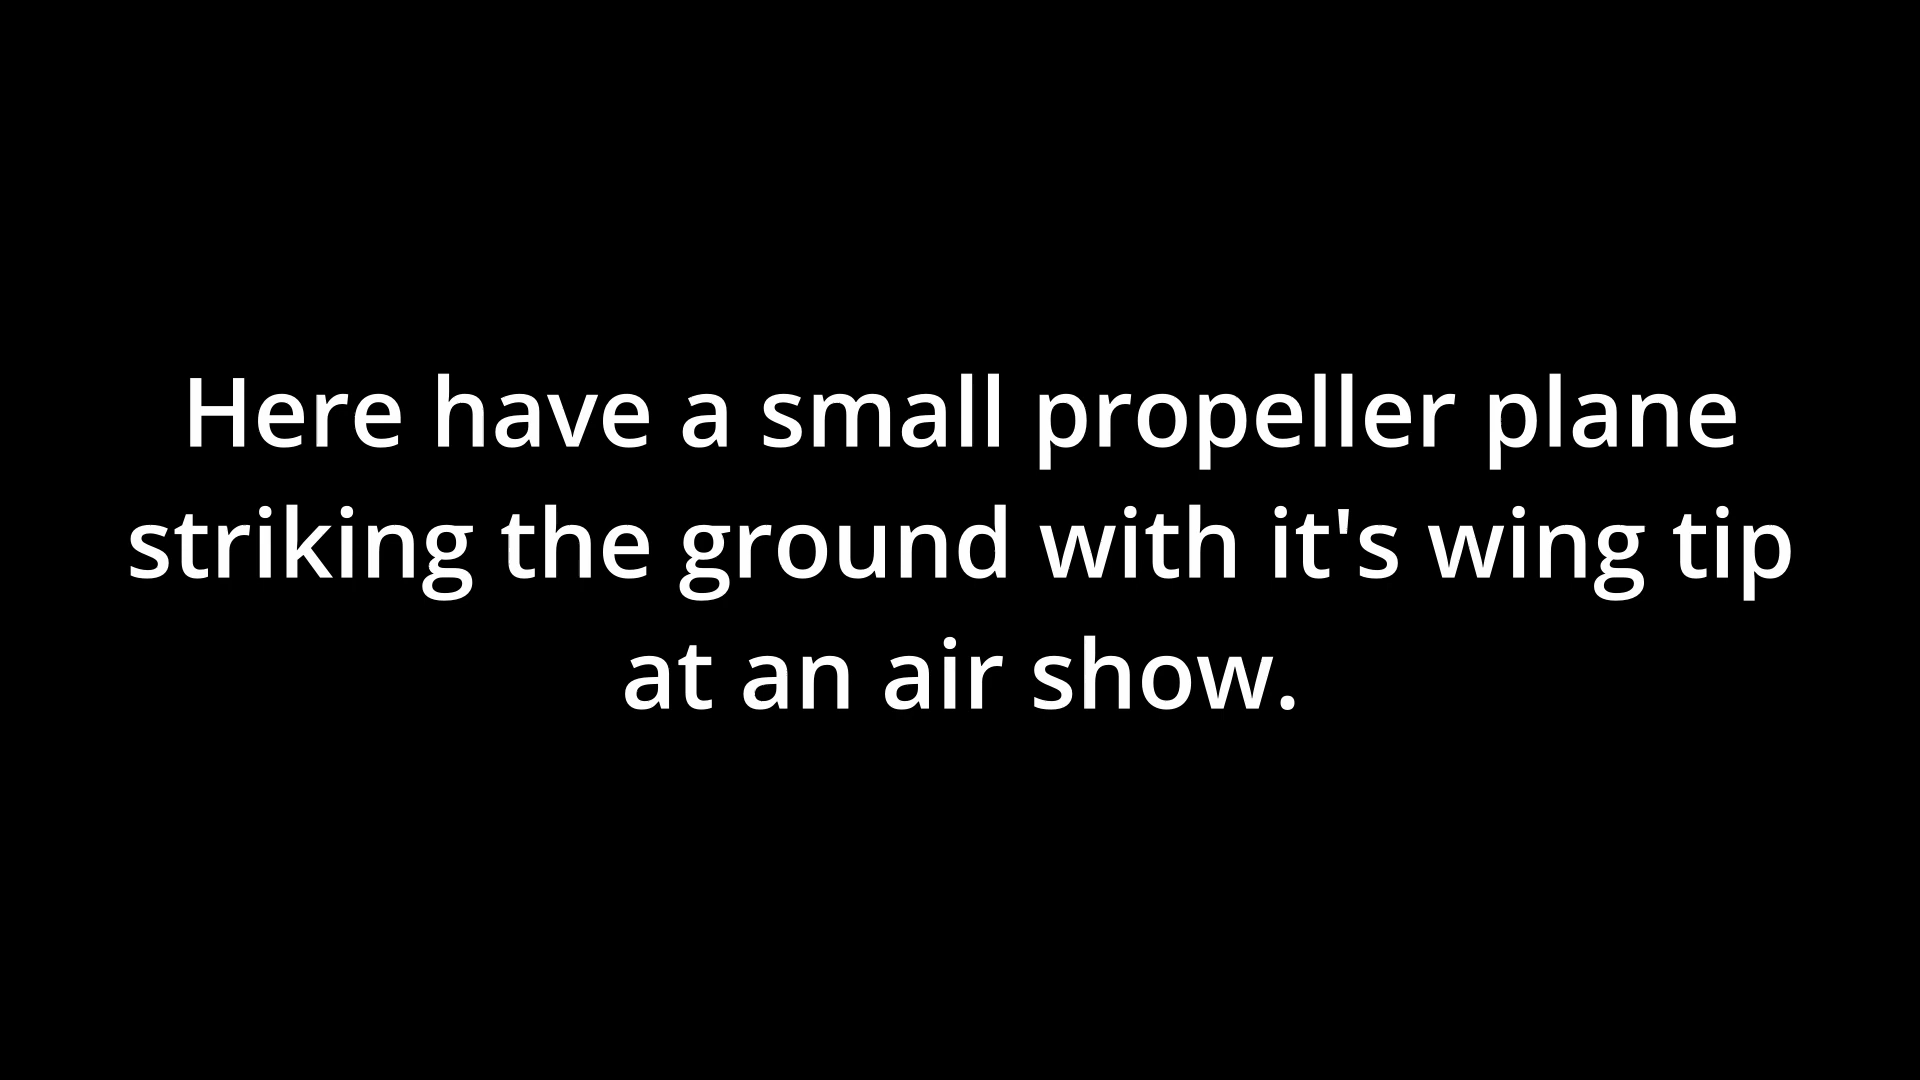 Here have a small propeller plane
striking the ground with it's wing tip
at an air show.